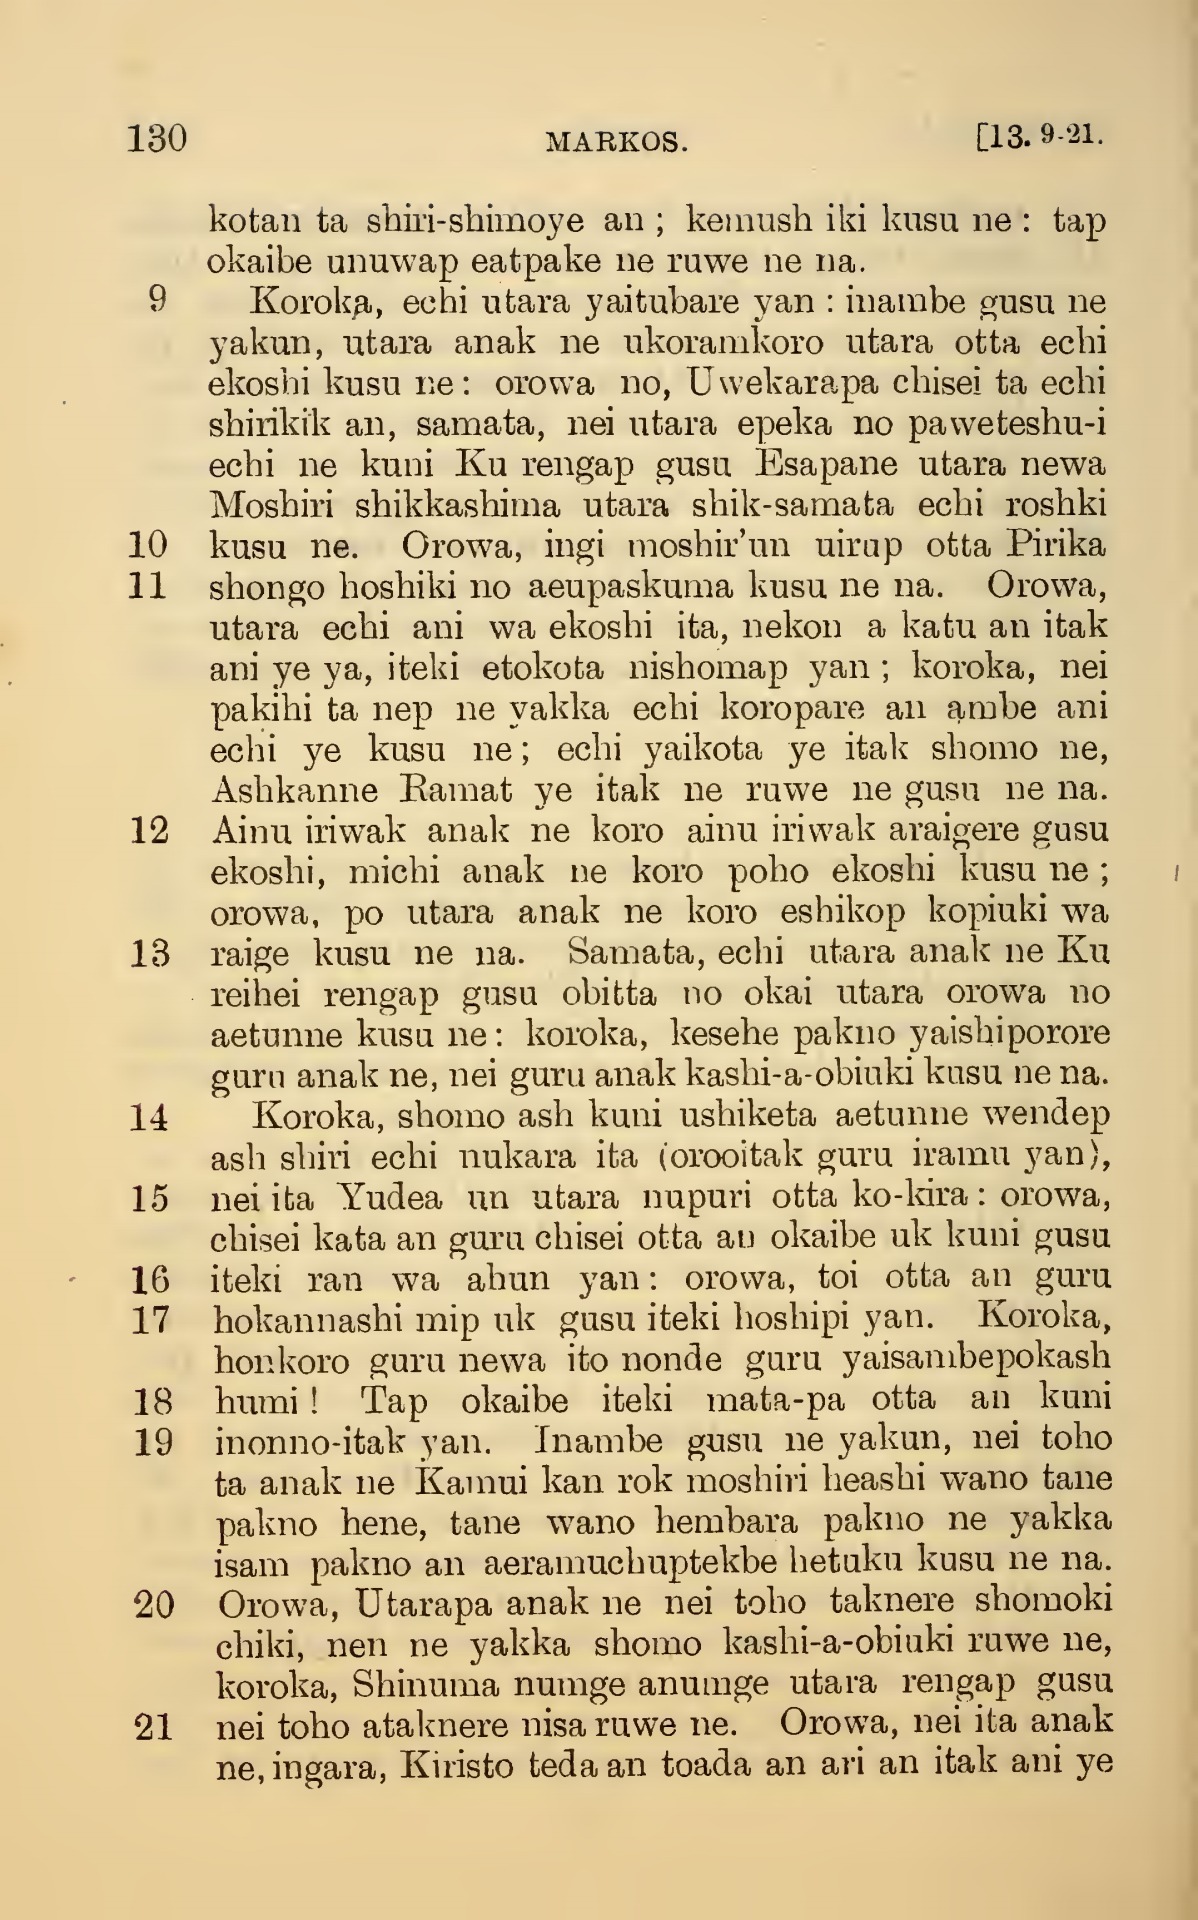 130 MARKOS. [13. 9-21.
kotan ta shiri-shimoye an ; kemush iki kusu ne : tap
okaibe unuwap eatpake ne ruwe ne na.
9 Koroka, echi utara yaitubare yan : inambe gusu ne
yakun, utara anak ne ukoramkoro utara otta echi
ekoshi kusu ne : orowa no, Uwekarapa chisei ta echi
shirikik an, samata, nei utara epeka no paweteshu-i
echi ne kuni Ku rengap gusu Esapane utara newa
Moshiri shikkashima utara shik-samata echi roshki
10 kusu ne. Orowa, ingi moshir'un uirup otta Pirika
11 shongo hoshiki no aeupaskuma kusu ne na. Orowa,
utara echi ani wa ekoshi ita, nekon a katu an itak
ani ye ya, iteki etokota nishomap yan ; koroka, nei
pakihi ta nep ne yakka echi koropare an ambe ani
echi ye kusu ne ; echi yaikota ye itak shomo ne,
Ashkanne Ramat ye itak ne ruwe ne gusu ne na.
12 Ainu iriwak anak ne koro ainu iriwak araigere gusu
ekoshi, michi anak ne koro poho ekoshi kusu ne ;
orowa, po utara anak ne koro eshikop kopiuki wa
13 raige kusu ne na. Samata, echi utara anak ne Ku
reihei rengap gusu obitta no okai utara orowa no
aetunne kusu ne : koroka, kesehe pakno yaishiporore
guru anak ne, nei guru anak kashi-a-obiuki kusu ne na.
14 Koroka, shomo ash kuni ushiketa aetunne wendep
ash shiri echi nukara ita (orooitak guru iramu yan),
15 nei ita Yudea un utara nupuri otta ko-kira : orowa,
chisei kata an guru chisei otta an okaibe uk kuni gusu
16 iteki ran wa ahun yan : orowa, toi otta an guru
17 hokannashi mip uk gusu iteki hoshipi yan. Koroka,
honkoro guru newa ito nonde guru yaisambepokash
18 humi ! Tap okaibe iteki mata-pa otta an kuni
19 inonno-itak yan. Inambe gusu ne yakun, nei toho
ta anak ne Kamui kan rok moshiri heashi wano tane
pakno hene, tane wano hembara pakno ne yakka
isam pakno an aeramuchuptekbe hetuku kusu ne na.
20 Orowa, Utarapa anak ne nei toho taknere shomoki
chiki, nen ne yakka shomo kashi-a-obiuki ruwe ne,
koroka, Shinuma numge anumge utara rengap gusu
21 nei toho ataknere nisa ruwe ne. Orowa, nei ita anak
ne, ingara, Kiristo teda an toada an ari an itak ani ye